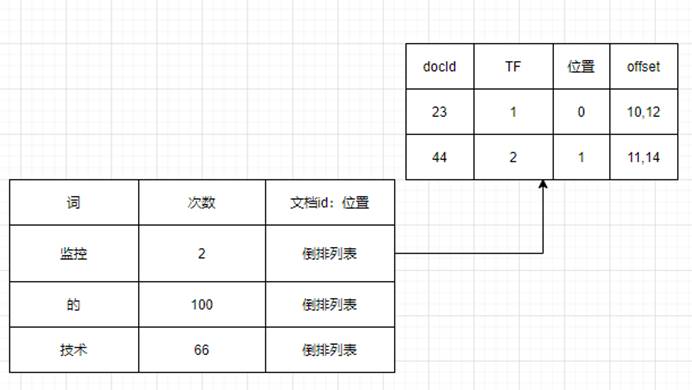 docId TF 位置 offset
23 1 0 10,12
44 2 1 11,14
词 次数 文档id：位置
监控 2 倒排列表
的 100 倒排列表
技术 66 倒排列表